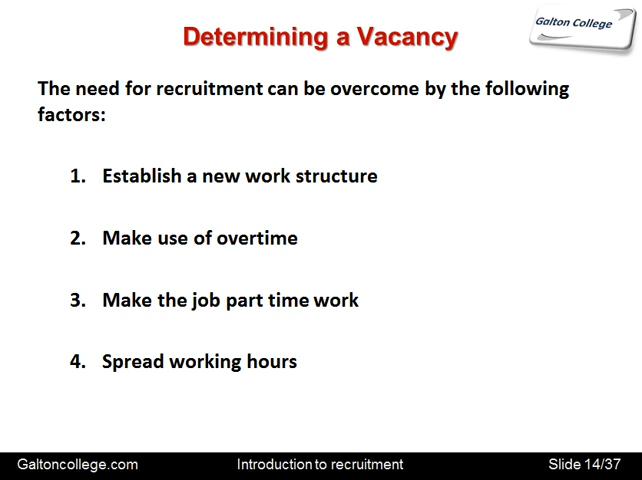 Determining a Vacancy
Galton College
The need for recruitment can be overcome by the following
factors:
1. Establish a new work structure
2. Make use of overtime
3. Make the job part time work
4. Spread working hours
Galtoncollege.com Introduction to recruitment Slide 14/37